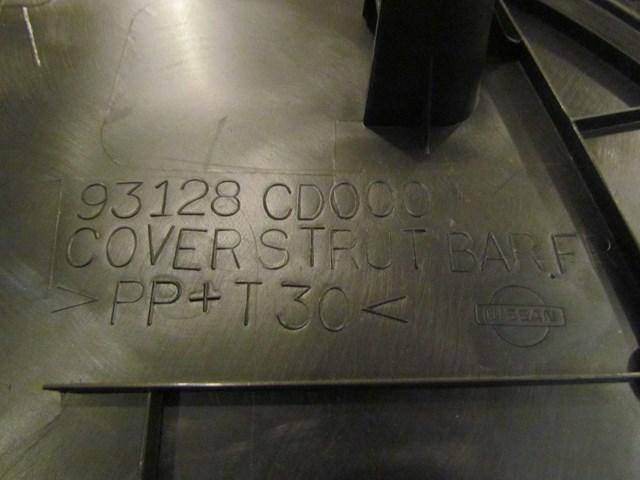 93128 CD000
COVER STRUT BAR, FR
>PP+T30<
NISSAN